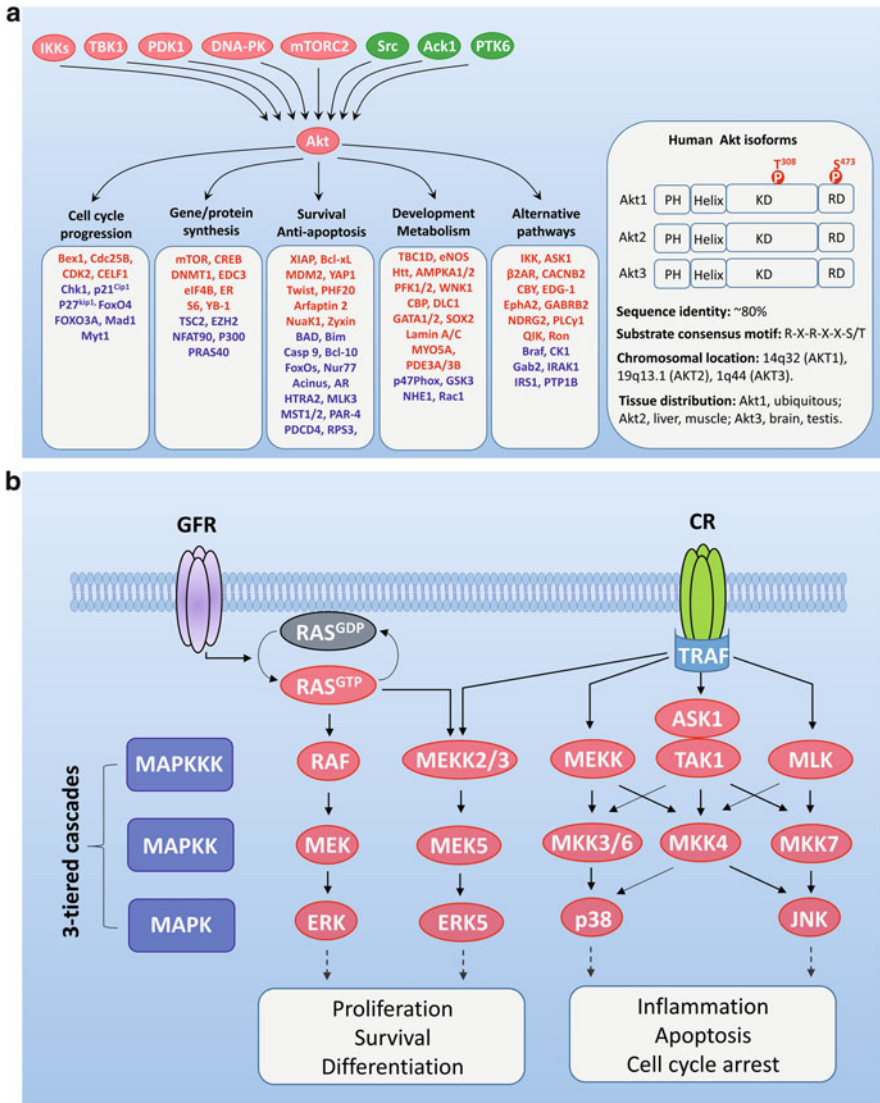 a
IKKs TBK1 PDK1 DNA-PK mTORC2 Src Ack1 PTK6
Akt
Cell cycle
progression
Bex1, Cdc25B,
CDK2, CELF1
Chk1, p21Cip1
P27kip1, FoxO4
FOXO3A, Mad1
Myt1
Gene/protein
synthesis
mTOR, CREB
DNMT1, EDC3
eIF4B, ER
S6, YB-1
TSC2, EZH2
NFAT90, P300
PRAS40
Survival
Anti-apoptosis
XIAP, Bcl-xL
MDM2, YAP1
Twist, PHF20
Arfaptin 2
NuaK1, Zyxin
BAD, Bim
Casp 9, Bcl-10
FoxOs, Nur77
Acinus, AR
HTRA2, MLK3
MST1/2, PAR-4
PDCD4, RPS3,
Development
Metabolism
TBC1D, eNOS
Htt, AMPKA1/2
PFK1/2, WNK1
CBP, DLC1
GATA1/2, SOX2
Lamin A/C
MYO5A,
PDE3A/3B
p47Phox, GSK3
NHE1, Rac1
Alternative
pathways
IKK, ASK1
β2AR, CACNB2
CBY, EDG-1
EphA2, GABRB2
NDRG2, PLCγ1
QIK, Ron
Braf, CK1
Gab2, IRAK1
IRS1, PTP1B
Human Akt isoforms
T308 S473
P P
Akt1 PH Helix KD RD
Akt2 PH Helix KD RD
Akt3 PH Helix KD RD
Sequence identity: ~80%
Substrate consensus motif: R-X-R-X-X-S/T
Chromosomal location: 14q32 (AKT1),
19q13.1 (AKT2), 1q44 (AKT3).
Tissue distribution: Akt1, ubiquitous;
Akt2, liver, muscle; Akt3, brain, testis.
b
GFR CR
RASGDP
TRAF
RASGTP
ASK1
3-tiered cascades
MAPKKK RAF MEKK2/3 MEKK TAK1 MLK
MAPKK MEK MEK5 MKK3/6 MKK4 MKK7
MAPK ERK ERK5 p38 JNK
Proliferation
Survival
Differentiation
Inflammation
Apoptosis
Cell cycle arrest